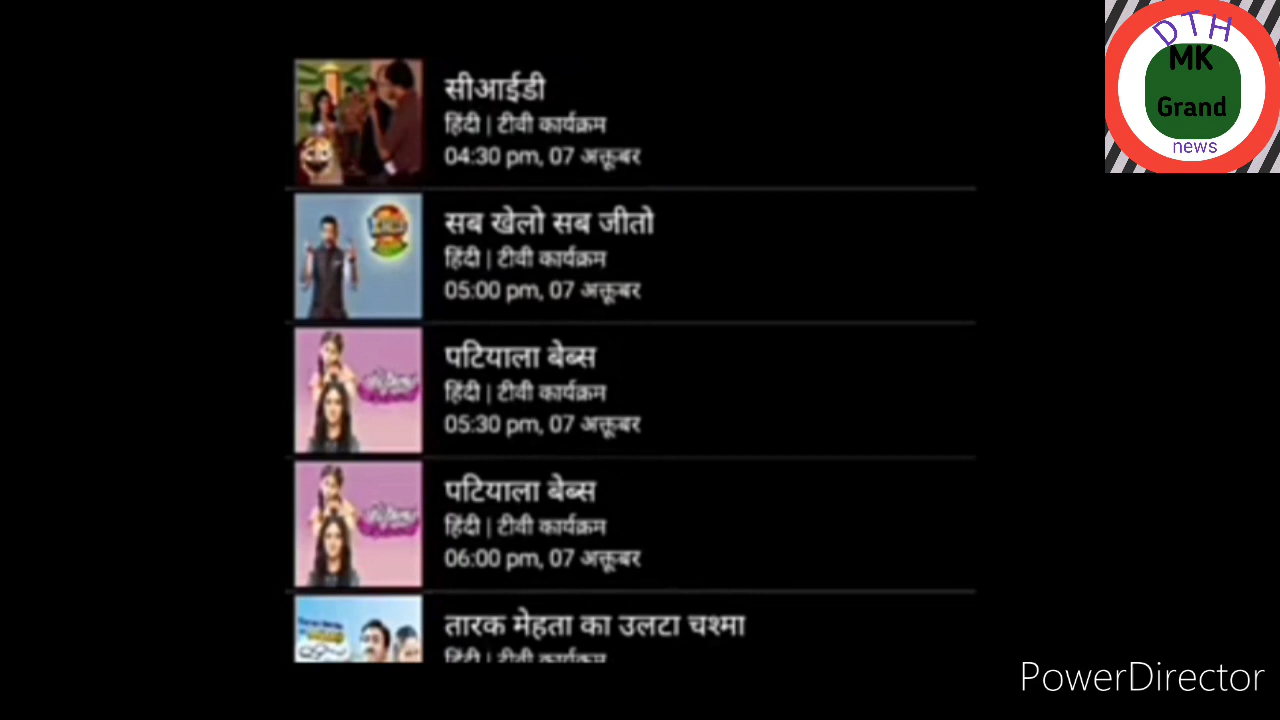 सीआईडी
हिंदी | टीवी कार्यक्रम
04:30 pm, 07 अक्तूबर
सब खेलो सब जीतो
हिंदी | टीवी कार्यक्रम
05:00 pm, 07 अक्तूबर
पटियाला बेब्स
हिंदी | टीवी कार्यक्रम
05:30 pm, 07 अक्तूबर
पटियाला बेब्स
हिंदी | टीवी कार्यक्रम
06:00 pm, 07 अक्तूबर
तारक मेहता का उलटा चश्मा
हिंदी | टीवी कार्यक्रम
DTH
MK
Grand
news
PowerDirector